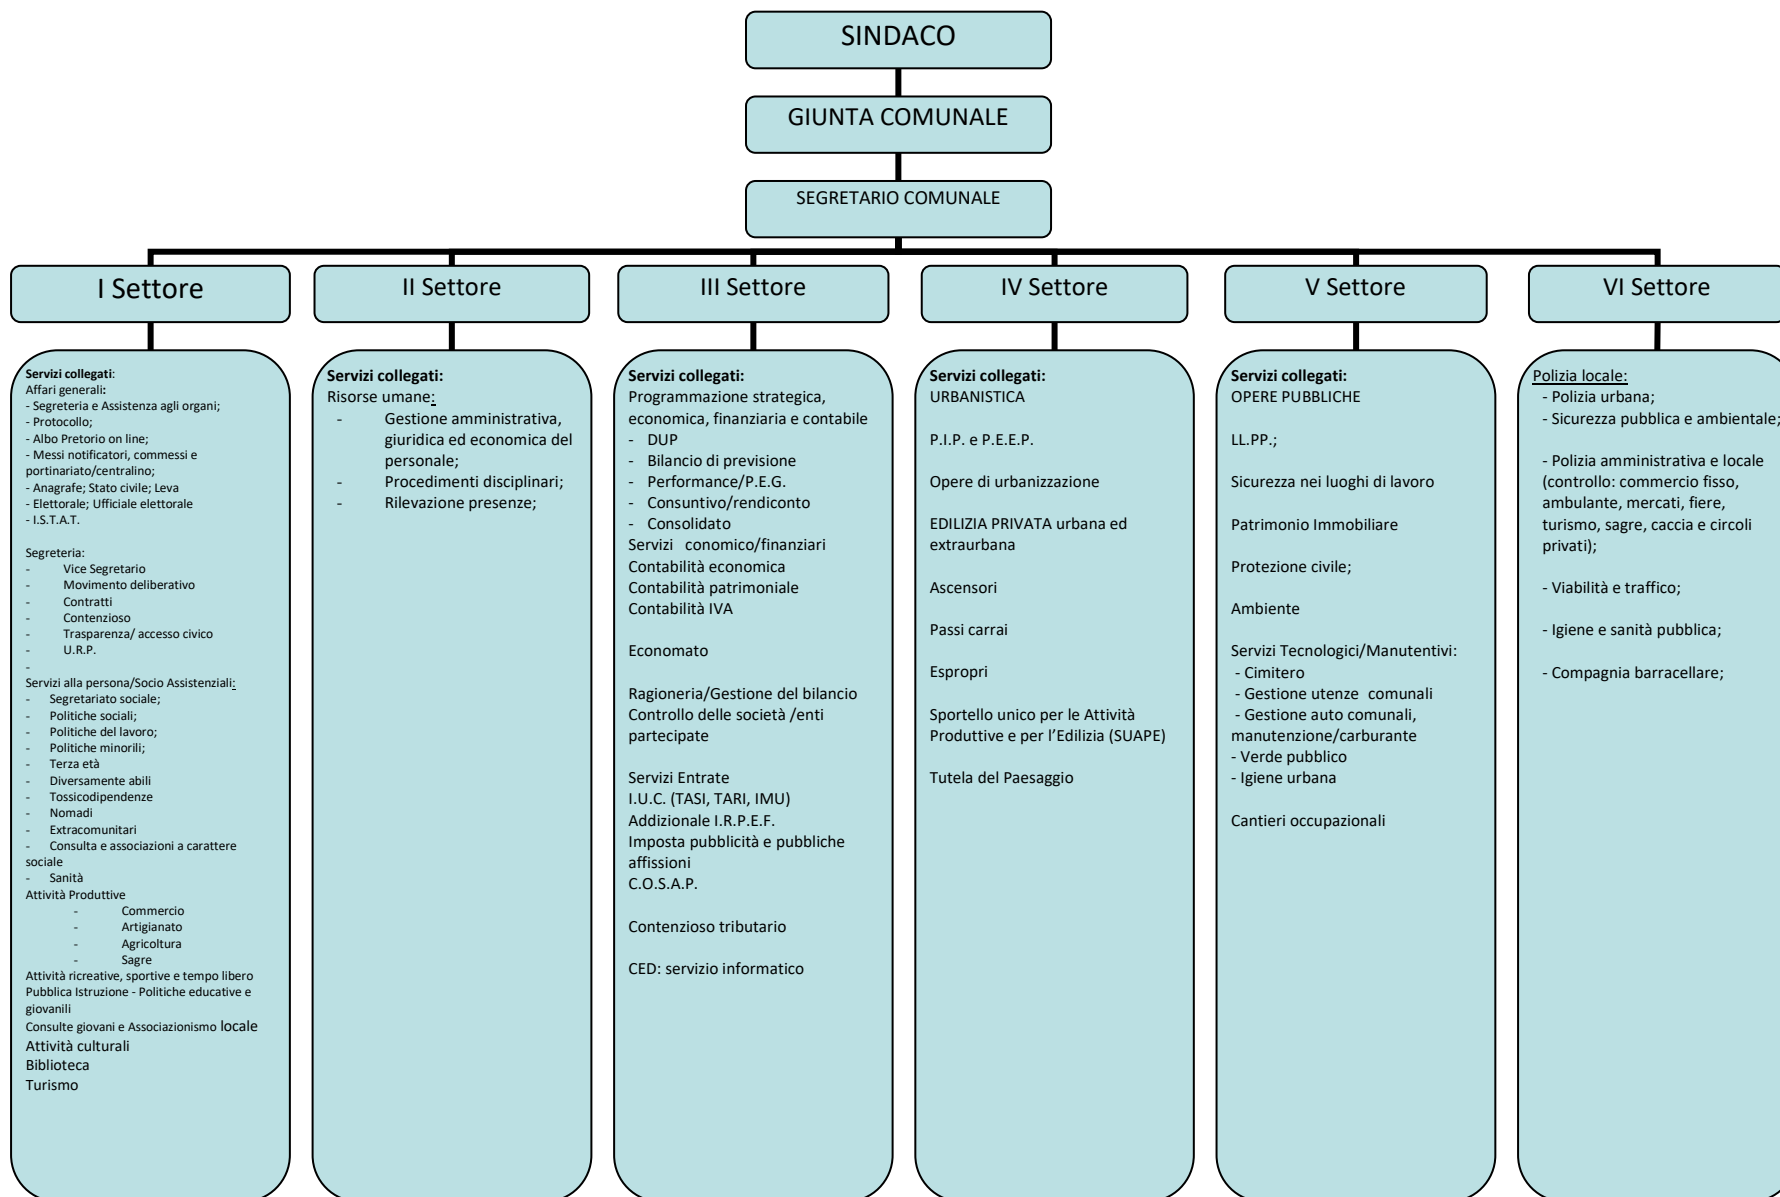 SINDACO
GIUNTA COMUNALE
SEGRETARIO COMUNALE
I Settore
II Settore
III Settore
IV Settore
V Settore
VI Settore
Servizi collegati:
Affari generali:
- Segreteria e Assistenza agli organi;
- Protocollo;
- Albo Pretorio on line;
- Messi notificatori, commessi e
portinariato/centralino;
- Anagrafe; Stato civile; Leva
- Elettorale; Ufficiale elettorale
- I.S.T.A.T.
Segreteria:
- Vice Segretario
- Movimento deliberativo
- Contratti
- Contenzioso
- Trasparenza/ accesso civico
- U.R.P.
-
Servizi alla persona/Socio Assistenziali:
- Segretariato sociale;
- Politiche sociali;
- Politiche del lavoro;
- Politiche minorili;
- Terza età
- Diversamente abili
- Tossicodipendenze
- Nomadi
- Extracomunitari
- Consulta e associazioni a carattere
sociale
- Sanità
Attività Produttive
- Commercio
- Artigianato
- Agricoltura
- Sagre
Attività ricreative, sportive e tempo libero
Pubblica Istruzione - Politiche educative e
giovanili
Consulte giovani e Associazionismo locale
Attività culturali
Biblioteca
Turismo
Servizi collegati:
Risorse umane:
- Gestione amministrativa,
giuridica ed economica del
personale;
- Procedimenti disciplinari;
- Rilevazione presenze;
Servizi collegati:
Programmazione strategica,
economica, finanziaria e contabile
- DUP
- Bilancio di previsione
- Performance/P.E.G.
- Consuntivo/rendiconto
- Consolidato
Servizi conomico/finanziari
Contabilità economica
Contabilità patrimoniale
Contabilità IVA
Economato
Ragioneria/Gestione del bilancio
Controllo delle società /enti
partecipate
Servizi Entrate
I.U.C. (TASI, TARI, IMU)
Addizionale I.R.P.E.F.
Imposta pubblicità e pubbliche
affissioni
C.O.S.A.P.
Contenzioso tributario
CED: servizio informatico
Servizi collegati:
URBANISTICA
P.I.P. e P.E.E.P.
Opere di urbanizzazione
EDILIZIA PRIVATA urbana ed
extraurbana
Ascensori
Passi carrai
Espropri
Sportello unico per le Attività
Produttive e per l’Edilizia (SUAPE)
Tutela del Paesaggio
Servizi collegati:
OPERE PUBBLICHE
LL.PP.;
Sicurezza nei luoghi di lavoro
Patrimonio Immobiliare
Protezione civile;
Ambiente
Servizi Tecnologici/Manutentivi:
- Cimitero
- Gestione utenze comunali
- Gestione auto comunali,
manutenzione/carburante
- Verde pubblico
- Igiene urbana
Cantieri occupazionali
Polizia locale:
- Polizia urbana;
- Sicurezza pubblica e ambientale;
- Polizia amministrativa e locale
(controllo: commercio fisso,
ambulante, mercati, fiere,
turismo, sagre, caccia e circoli
privati);
- Viabilità e traffico;
- Igiene e sanità pubblica;
- Compagnia barracellare;